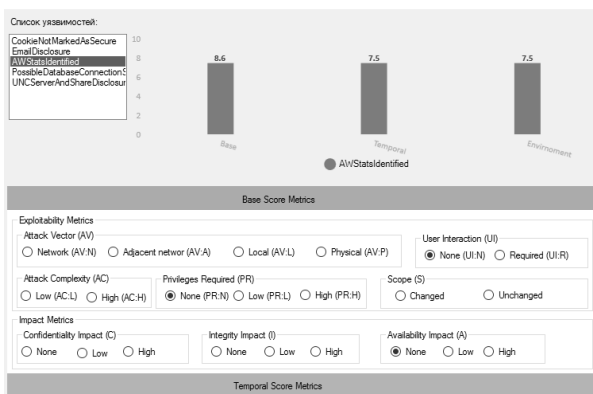 Список уязвимостей:
CookieNotMarkedAsSecure
EmailDisclosure
AWStatsIdentified
PossibleDatabaseConnectionS
UNCServerAndShareDisclosur
10
8
6
4
2
0
8.6
7.5
7.5
Base
Temporal
Envirnoment
AWStatsIdentified
Base Score Metrics
Exploitability Metrics
Attack Vector (AV)
Network (AV:N) Adjacent networ (AV:A) Local (AV:L) Physical (AV:P)
User Interaction (UI)
None (UI:N) Required (UI:R)
Attack Complexity (AC)
Low (AC:L) High (AC:H)
Privileges Required (PR)
None (PR:N) Low (PR:L) High (PR:H)
Scope (S)
Changed Unchanged
Impact Metrics
Confidentiality Impact (C)
None Low High
Integrity Impact (I)
None Low High
Availability Impact (A)
None Low High
Temporal Score Metrics